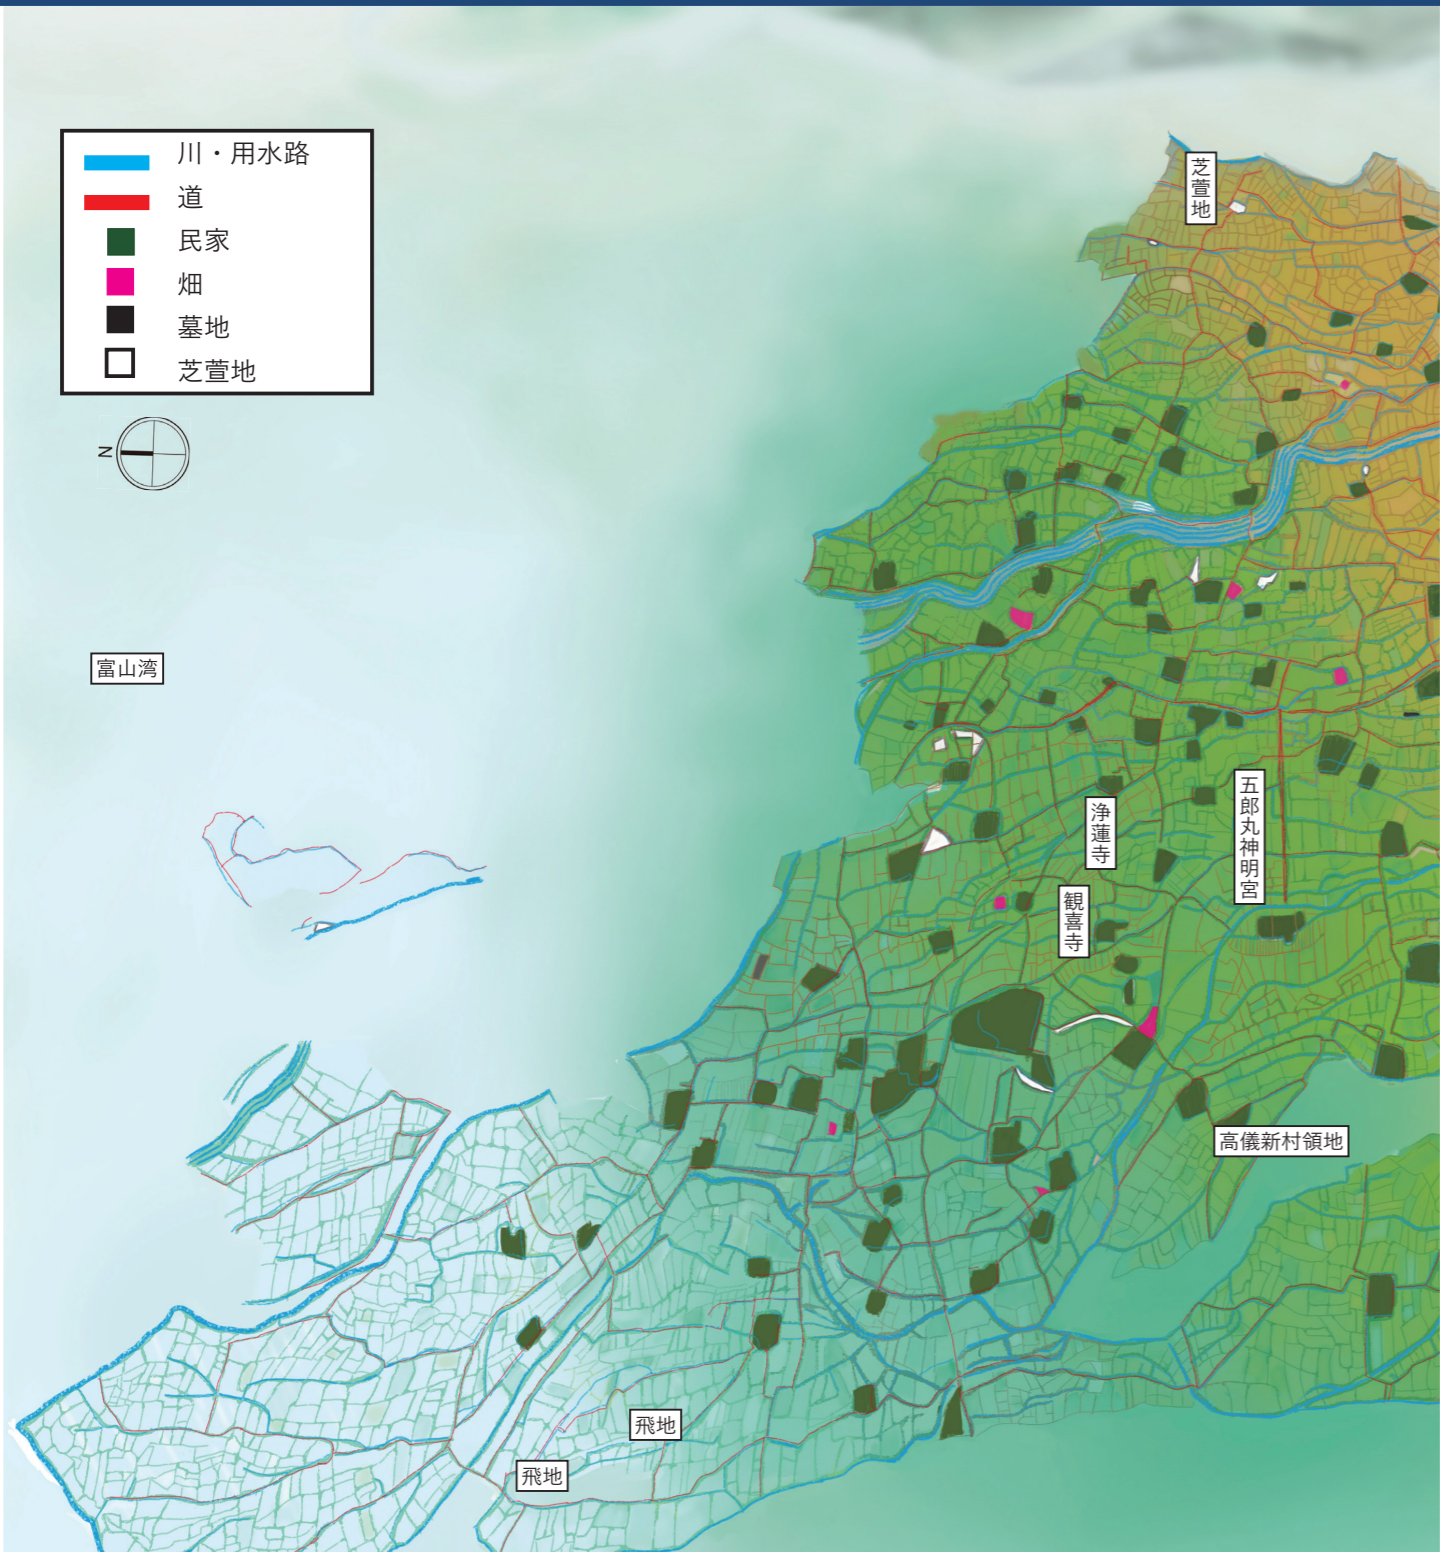 川・用水路
道
民家
畑
墓地
芝萱地
N
芝萱地
富山湾
五郎丸神明宮
浄蓮寺
観喜寺
高儀新村領地
飛地
飛地